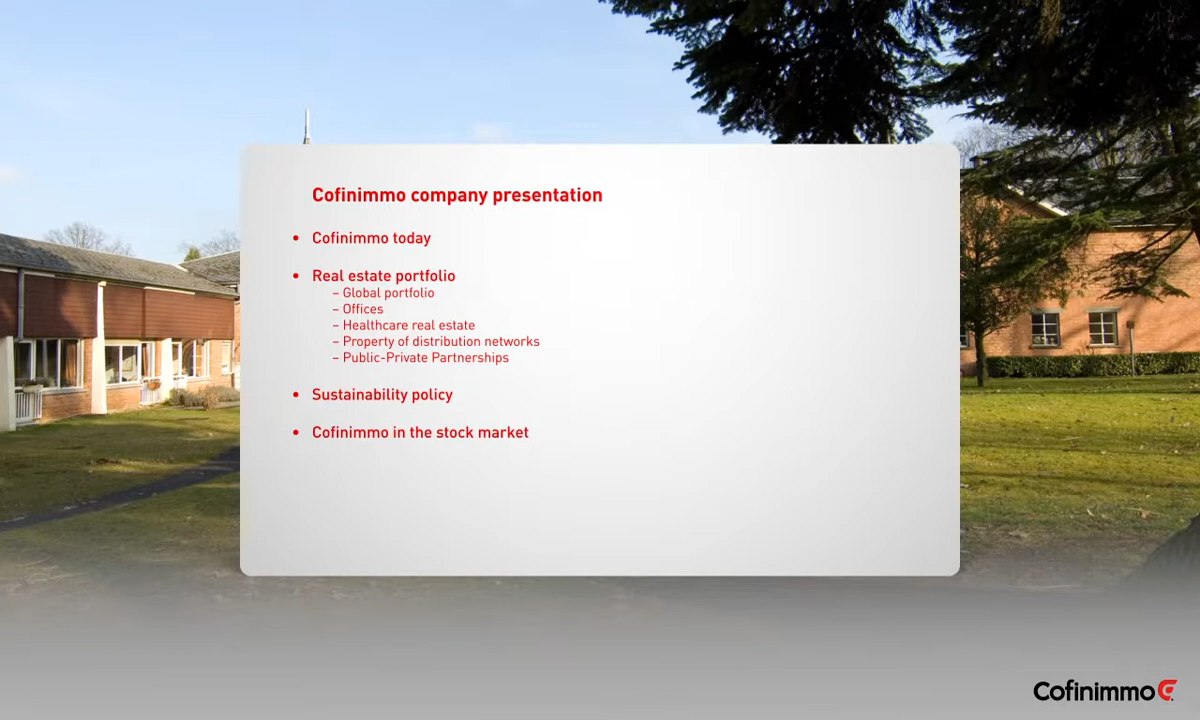 Cofinimmo company presentation
• Cofinimmo today
• Real estate portfolio
– Global portfolio
– Offices
– Healthcare real estate
– Property of distribution networks
– Public-Private Partnerships
• Sustainability policy
• Cofinimmo in the stock market
Cofinimmo